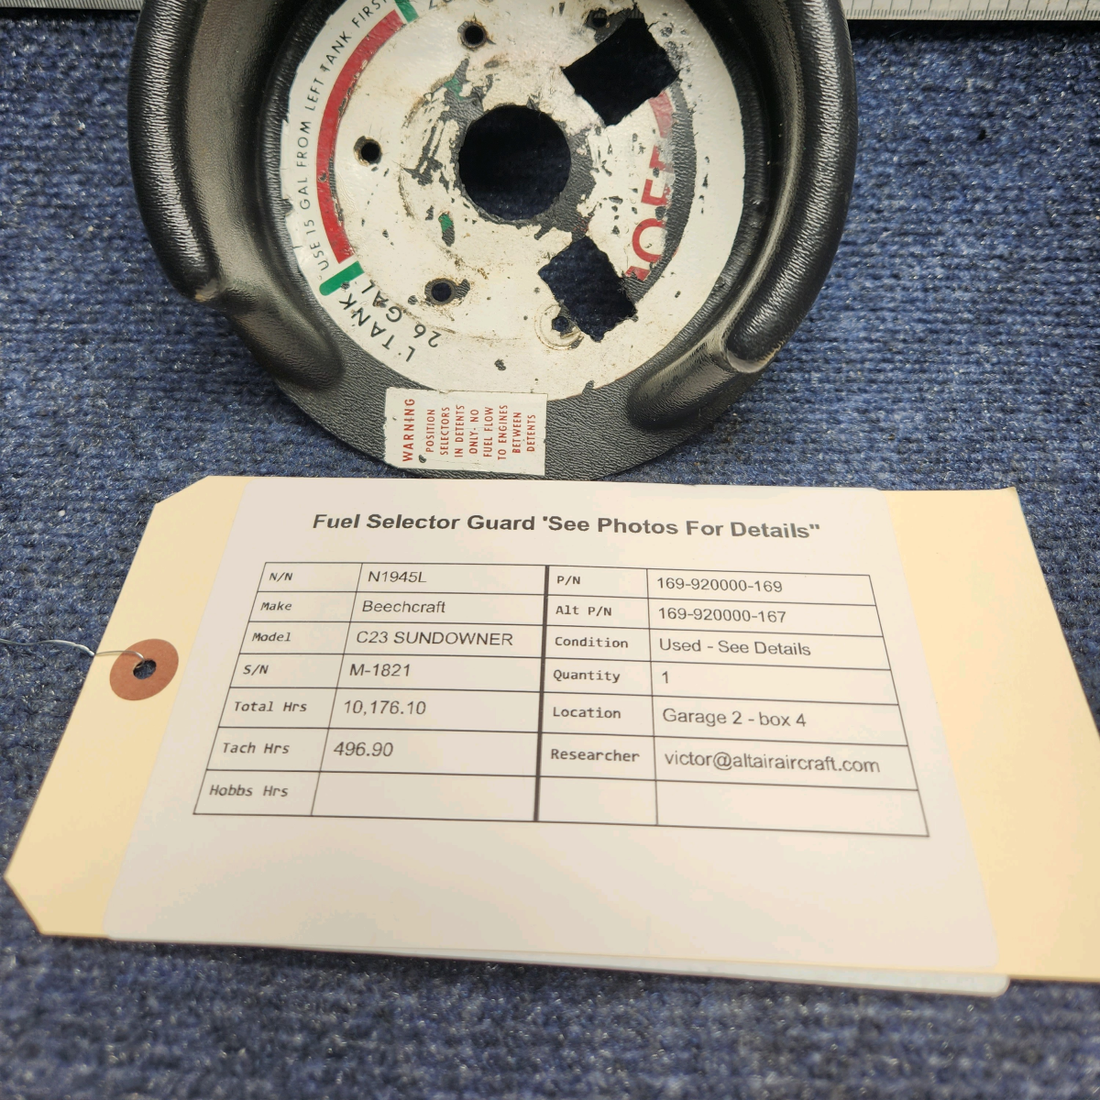 USE 15 GAL FROM LEFT TANK FIRST
OFF
L TANK
26 GAL
WARNING
POSITION
SELECTORS
IN DETENTS
ONLY- NO
FUEL FLOW
TO ENGINES
BETWEEN
DETENTS
Fuel Selector Guard 'See Photos For Details"
N/N N1945L P/N 169-920000-169
Make Beechcraft Alt P/N 169-920000-167
Model C23 SUNDOWNER Condition Used - See Details
S/N M-1821 Quantity 1
Total Hrs 10,176.10 Location Garage 2 - box 4
Tach Hrs 496.90 Researcher victor@altairaircraft.com
Hobbs Hrs